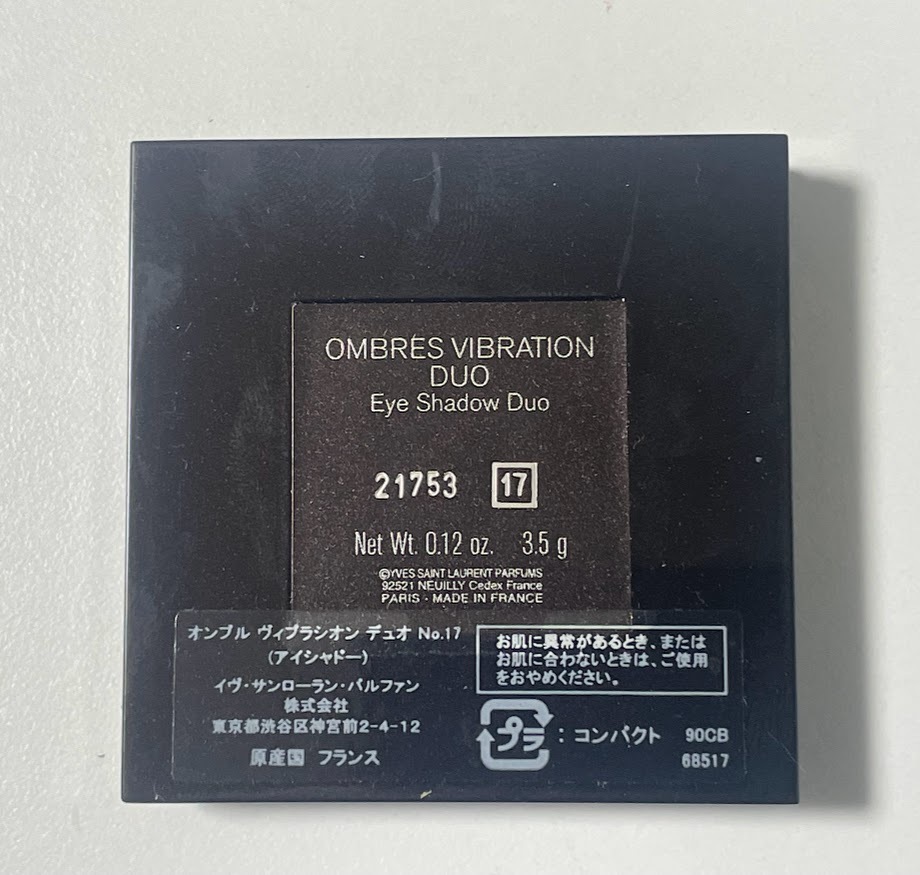 OMBRES VIBRATION
DUO
Eye Shadow Duo
21753 17
Net Wt. 0.12 oz. 3.5 g
©YVES SAINT LAURENT PARFUMS
92521 NEUILLY Cedex France
PARIS · MADE IN FRANCE
オンブル ヴィブラシオン デュオ No.17
(アイシャドー)
イヴ・サンローラン・パルファン
株式会社
東京都渋谷区神宮前2-4-12
原産国 フランス
お肌に異常があるとき、または
お肌に合わないときは、ご使用
をおやめください。
プラ : コンパクト 90CB
68517